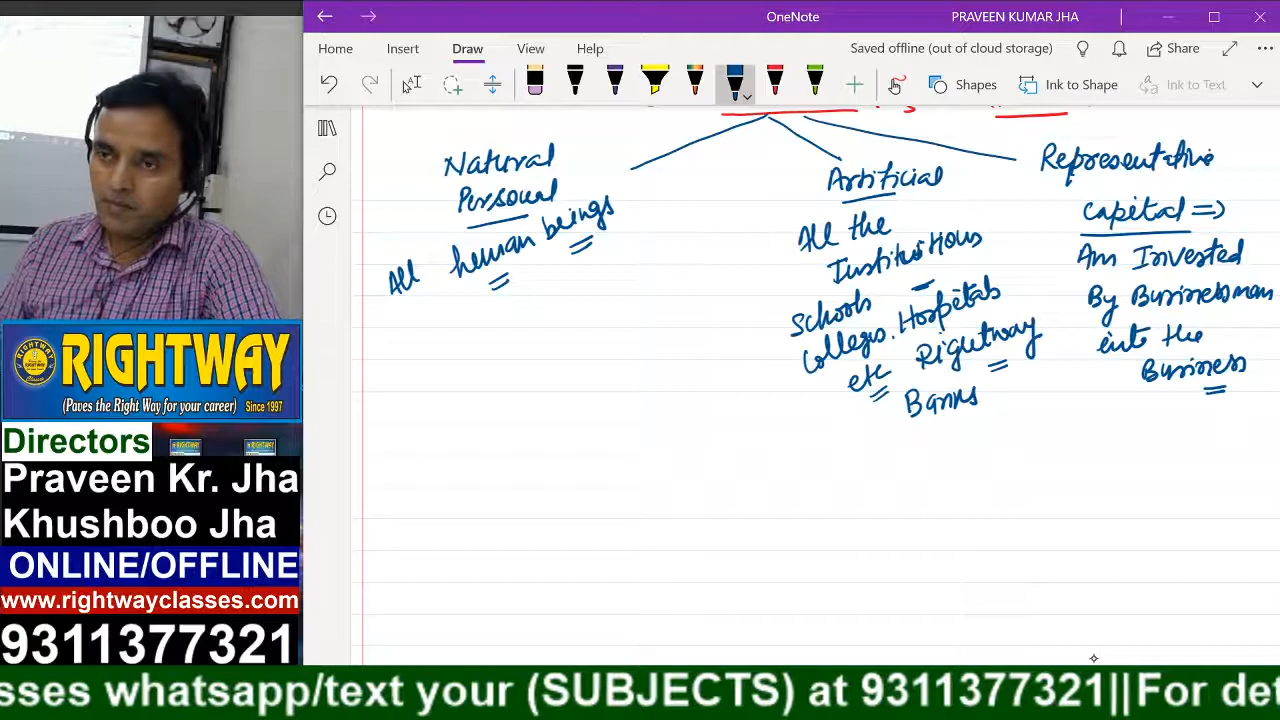 OneNote
PRAVEEN KUMAR JHA
Home Insert Draw View Help
Saved offline (out of cloud storage)
Share
Shapes
Ink to Shape
Ink to Text
Natural
Personal
All human beings
Artificial
All the
Institutions
Schools
Colleges. Hospitals
etc Rightway
Banks
Representative
Capital =>
Am Invested
By Businessman
into the
Business
RIGHTWAY
(Paves the Right Way for your career) Since 1997
Directors
Praveen Kr. Jha
Khushboo Jha
ONLINE/OFFLINE
www.rightwayclasses.com
9311377321
sses whatsapp/text your (SUBJECTS) at 9311377321||For det